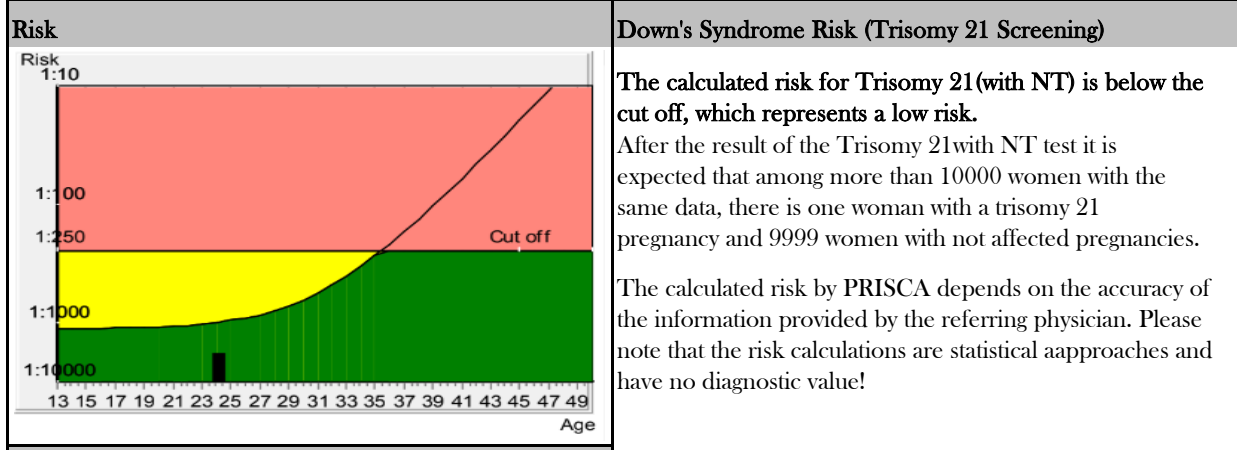 Risk
Down's Syndrome Risk (Trisomy 21 Screening)
Risk
1:10
1:100
1:250
Cut off
1:1000
1:10000
13 15 17 19 21 23 25 27 29 31 33 35 37 39 41 43 45 47 49
Age
The calculated risk for Trisomy 21(with NT) is below the
cut off, which represents a low risk.
After the result of the Trisomy 21with NT test it is
expected that among more than 10000 women with the
same data, there is one woman with a trisomy 21
pregnancy and 9999 women with not affected pregnancies.
The calculated risk by PRISCA depends on the accuracy of
the information provided by the referring physician. Please
note that the risk calculations are statistical aapproaches and
have no diagnostic value!